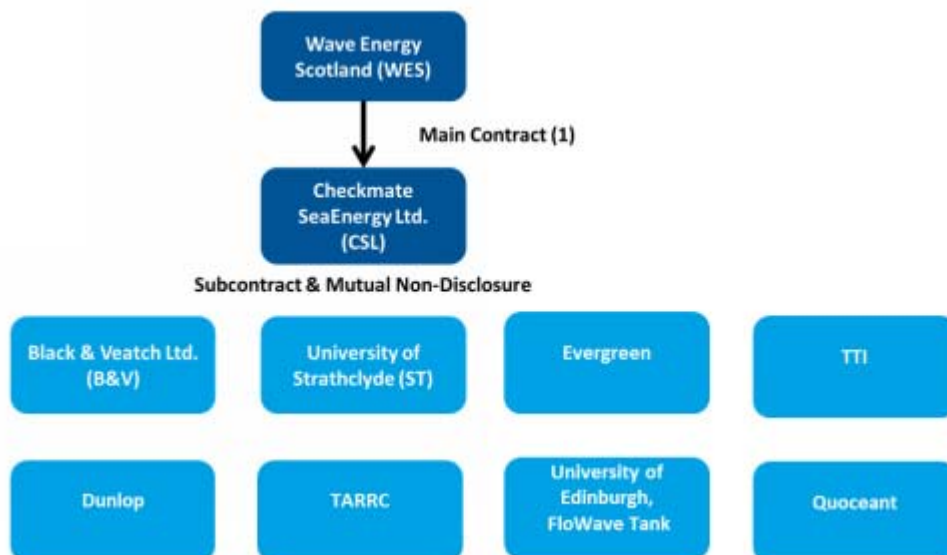 Wave Energy
Scotland (WES)
Main Contract (1)
Checkmate
SeaEnergy Ltd.
(CSL)
Subcontract & Mutual Non-Disclosure
Black & Veatch Ltd.
(B&V)
University of
Strathclyde (ST)
Evergreen
TTI
Dunlop
TARRC
University of
Edinburgh,
FloWave Tank
Quoceant